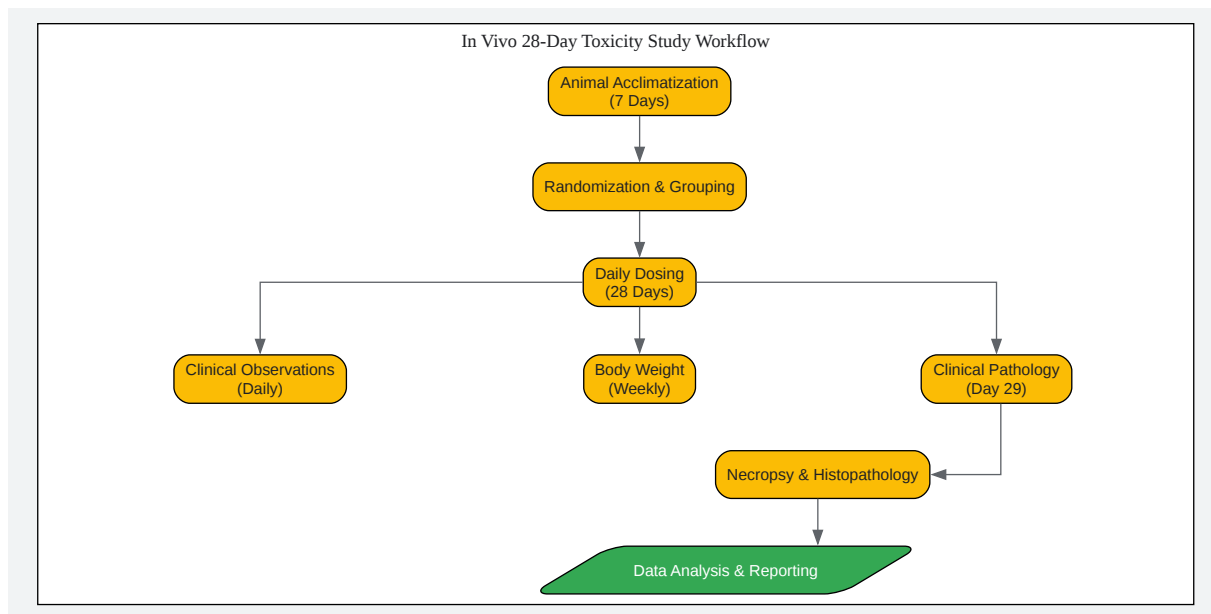 In Vivo 28-Day Toxicity Study Workflow
Animal Acclimatization
(7 Days)
Randomization & Grouping
Daily Dosing
(28 Days)
Clinical Observations
(Daily)
Body Weight
(Weekly)
Clinical Pathology
(Day 29)
Necropsy & Histopathology
Data Analysis & Reporting